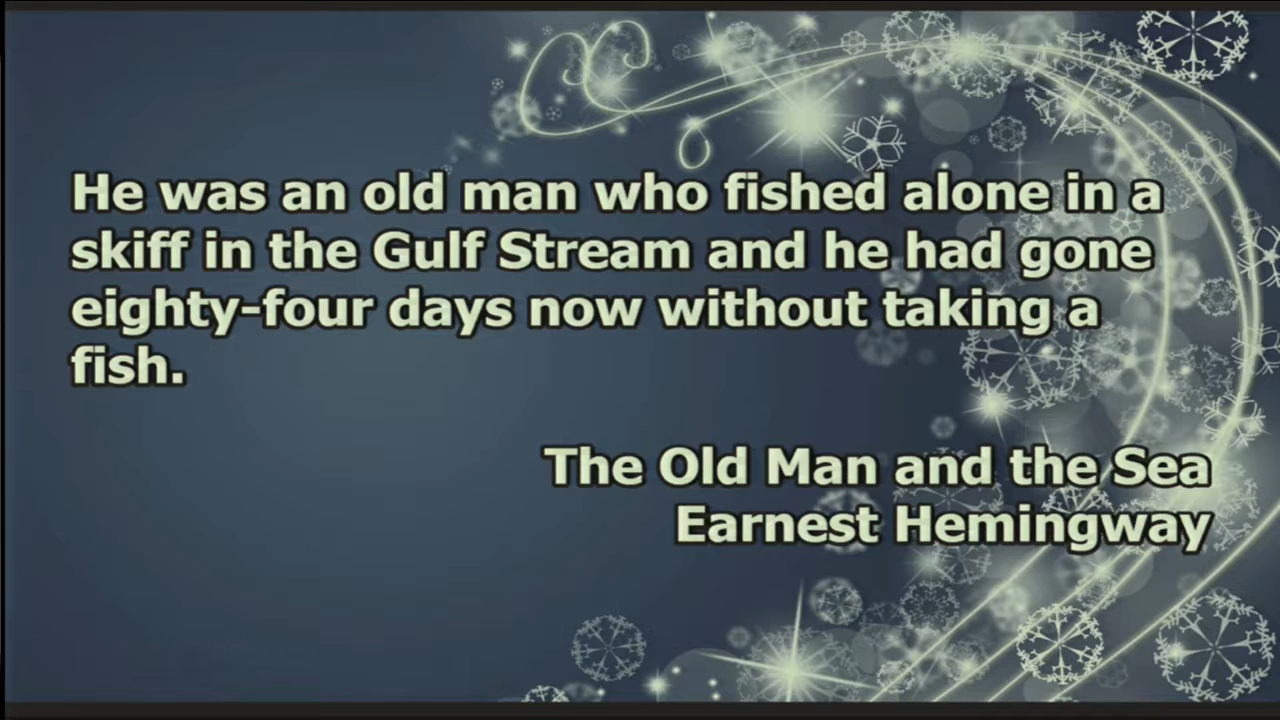 He was an old man who fished alone in a
skiff in the Gulf Stream and he had gone
eighty-four days now without taking a
fish.
The Old Man and the Sea
Earnest Hemingway